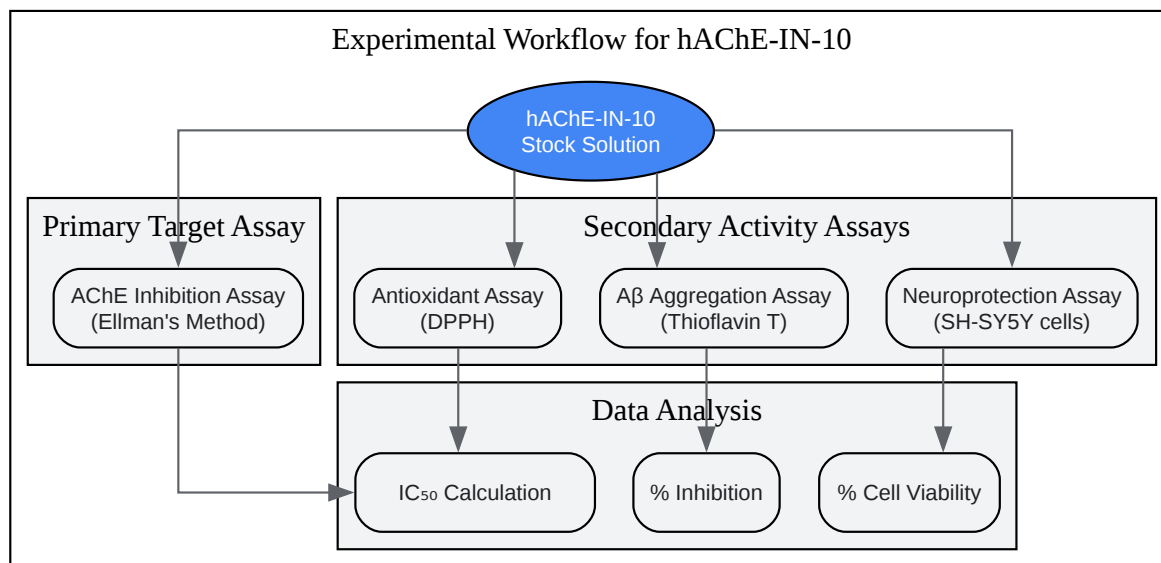 Experimental Workflow for hAChE-IN-10
hAChE-IN-10
Stock Solution
Primary Target Assay
Secondary Activity Assays
AChE Inhibition Assay
(Ellman's Method)
Antioxidant Assay
(DPPH)
Aβ Aggregation Assay
(Thioflavin T)
Neuroprotection Assay
(SH-SY5Y cells)
Data Analysis
IC₅₀ Calculation
% Inhibition
% Cell Viability